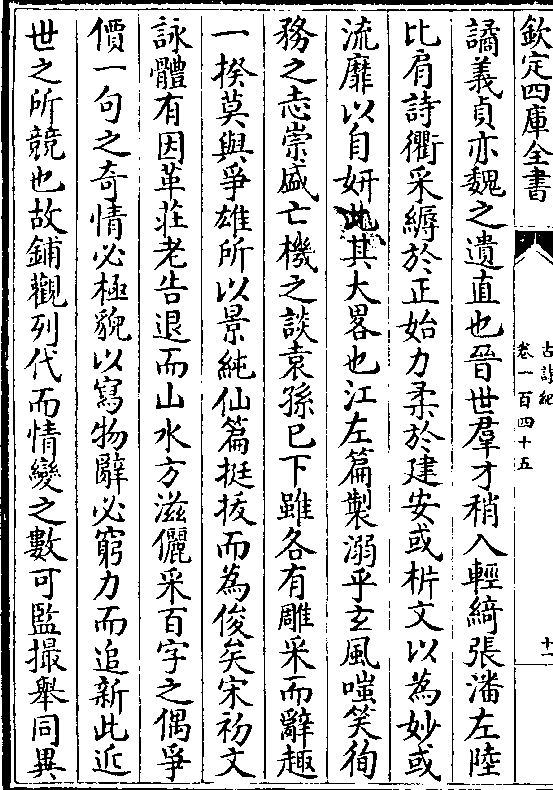 欽定四庫全書
古詩紀
卷一百四十五
十一
譎義貞亦魏之遺直也晉世羣才稍入輕綺張潘左陸
比肩詩衢采縟於正始力柔於建安或枿文以為妙或
流靡以自妍此其大畧也江左篇製溺乎玄風嗤笑徇
務之志崇盛亡機之談袁孫已下雖各有雕采而辭趣
一揆莫與爭雄所以景純仙篇挺拔而為俊矣宋初文
詠體有因革莊老告退而山水方滋儷采百字之偶爭
價一句之奇情必極貌以寫物辭必窮力而追新此近
世之所競也故鋪觀列代而情變之數可監撮舉同異